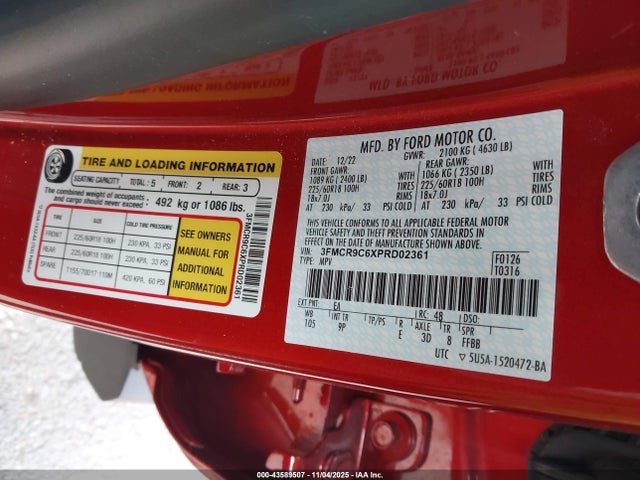 TIRE AND LOADING INFORMATION
SEATING CAPACITY TOTAL: 5 FRONT: 2 REAR: 3
The combined weight of occupants and cargo should never exceed 492 kg or 1086 lbs.
TIRE SIZE COLD TIRE PRESSURE
FRONT 225/60R18 100H 230 KPA, 33 PSI
REAR 225/60R18 100H 230 KPA, 33 PSI
SPARE T155/70D17 110M 420 KPA, 60 PSI
SEE OWNERS
MANUAL FOR
ADDITIONAL
INFORMATION
3FMCR9C6XPRD02361
MFD. BY FORD MOTOR CO.
DATE: 12/22 GVWR: 2100 KG ( 4630 LB)
FRONT GAWR: REAR GAWR:
1089 KG ( 2400 LB) WITH 1066 KG ( 2350 LB) WITH
225/60R18 100H TIRES 225/60R18 100H TIRES
18x7.0J RIMS 18x7.0J RIMS
AT 230 kPa/ 33 PSI COLD AT 230 kPa/ 33 PSI COLD
THIS VEHICLE CONFORMS TO ALL APPLICABLE FEDERAL MOTOR
VEHICLE SAFETY AND THEFT PREVENTION STANDARDS IN
EFFECT ON THE DATE OF MANUFACTURE SHOWN ABOVE.
VIN: 3FMCR9C6XPRD02361 F0126
TYPE: MPV T0316
EXT PNT: EA RC: 48 DSO:
WB INT TR TP/PS R AXLE TR SPR
105 9P E 3D 8 FFBB
UTC ▽5U5A-1520472-BA
MFD. BY FORD MOTOR CO
000-43589507 - 11/04/2025 - IAA.com